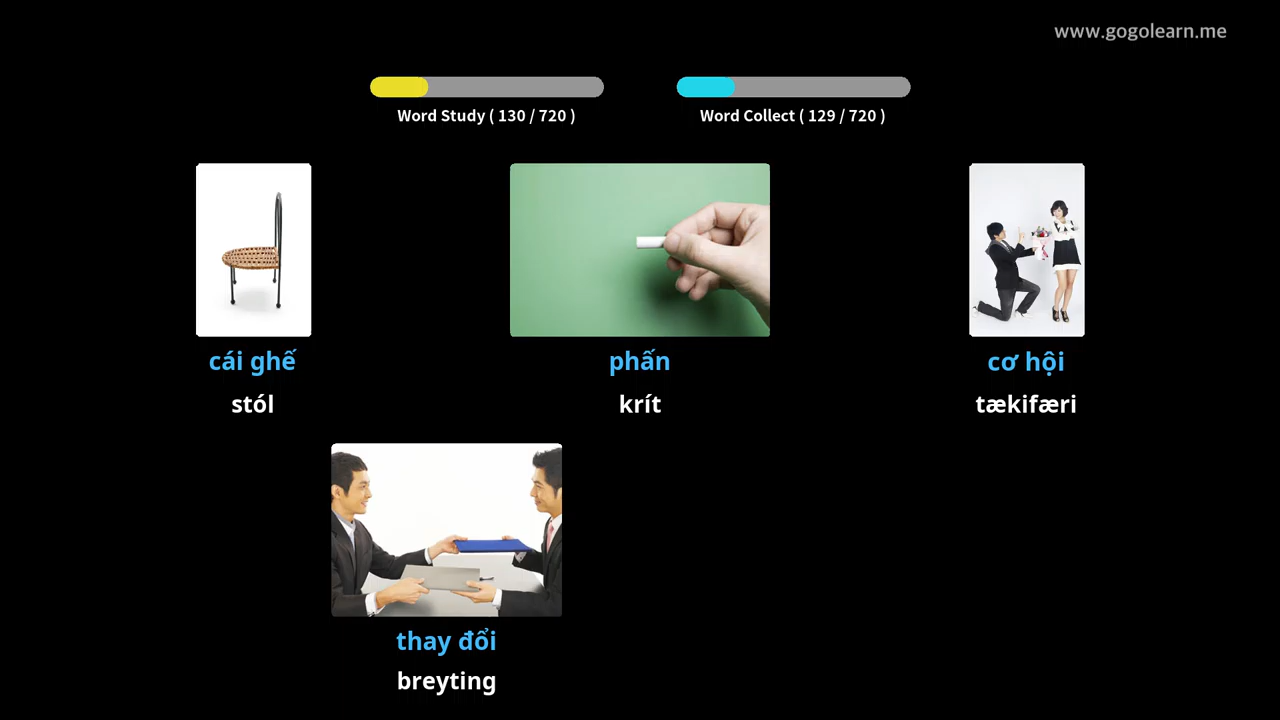 www.gogolearn.me
Word Study ( 130 / 720 )
Word Collect ( 129 / 720 )
cái ghế
phấn
cơ hội
stól
krít
tækifæri
thay đổi
breyting